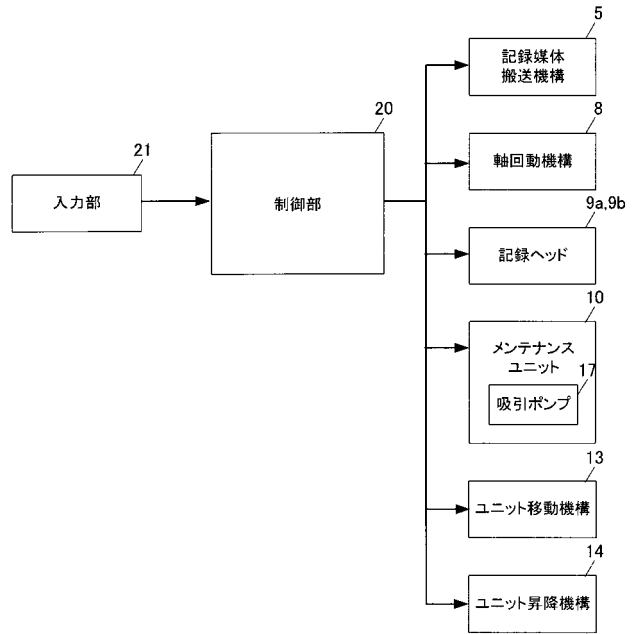 5
記録媒体
搬送機構
8
軸回動機構
20
21
入力部
制御部
9a,9b
記録ヘッド
10
メンテナンス
ユニット
17
吸引ポンプ
13
ユニット移動機構
14
ユニット昇降機構